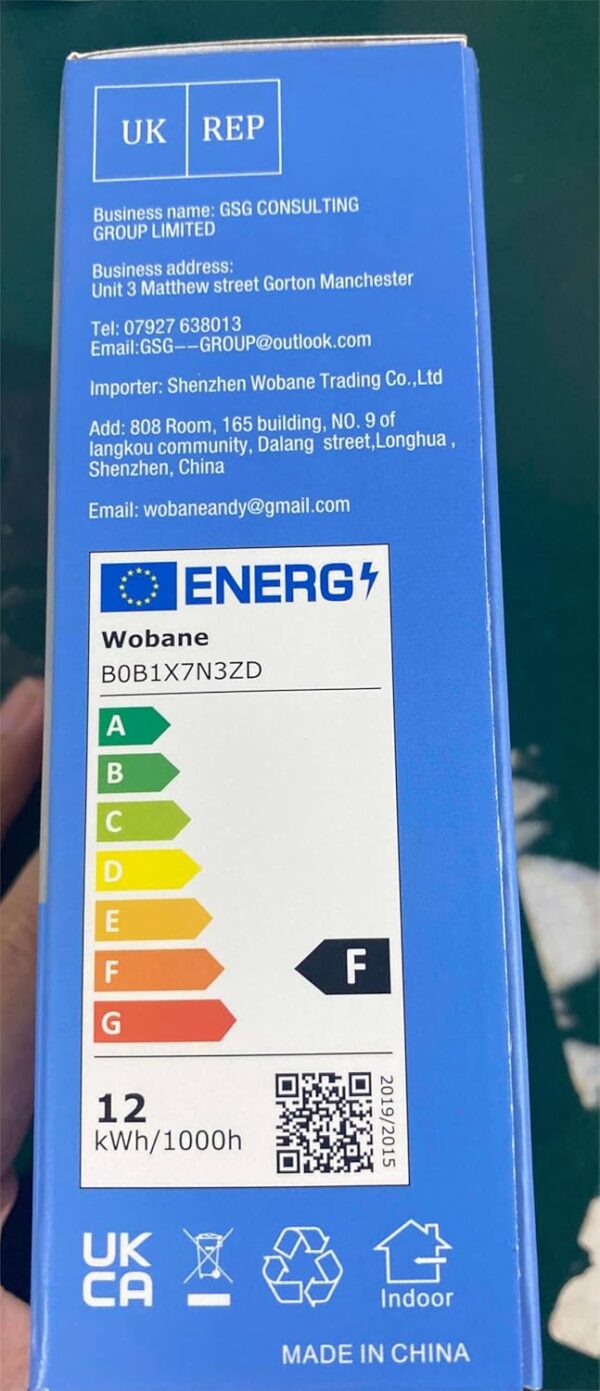 UK REP
Business name: GSG CONSULTING
GROUP LIMITED
Business address:
Unit 3 Matthew street Gorton Manchester
Tel: 07927 638013
Email:GSG——GROUP@outlook.com
Importer: Shenzhen Wobane Trading Co.,Ltd
Add: 808 Room, 165 building, NO. 9 of
langkou community, Dalang street,Longhua ,
Shenzhen, China
Email: wobaneandy@gmail.com
ENERG
Wobane
B0B1X7N3ZD
A
B
C
D
E
F F
G
12
kWh/1000h
2019/2015
UK
CA
Indoor
MADE IN CHINA